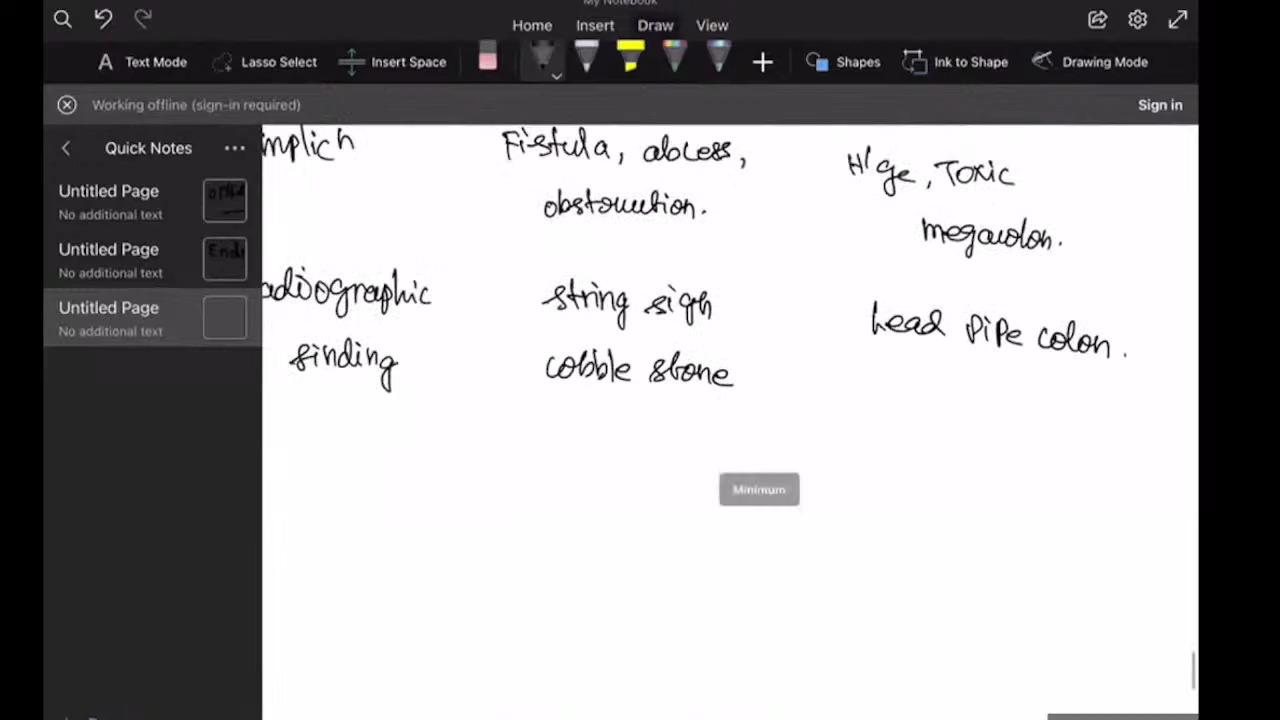 My Notebook
Home Insert Draw View
Text Mode Lasso Select Insert Space Shapes Ink to Shape Drawing Mode
Working offline (sign-in required) Sign in
Quick Notes
Untitled Page
No additional text
Untitled Page
No additional text
Untitled Page
No additional text
Fistula, abcess,
obstruction.
H'ge, Toxic
megacolon.
adiographic
finding
string sign
cobble stone
Lead pipe colon.
Minimum